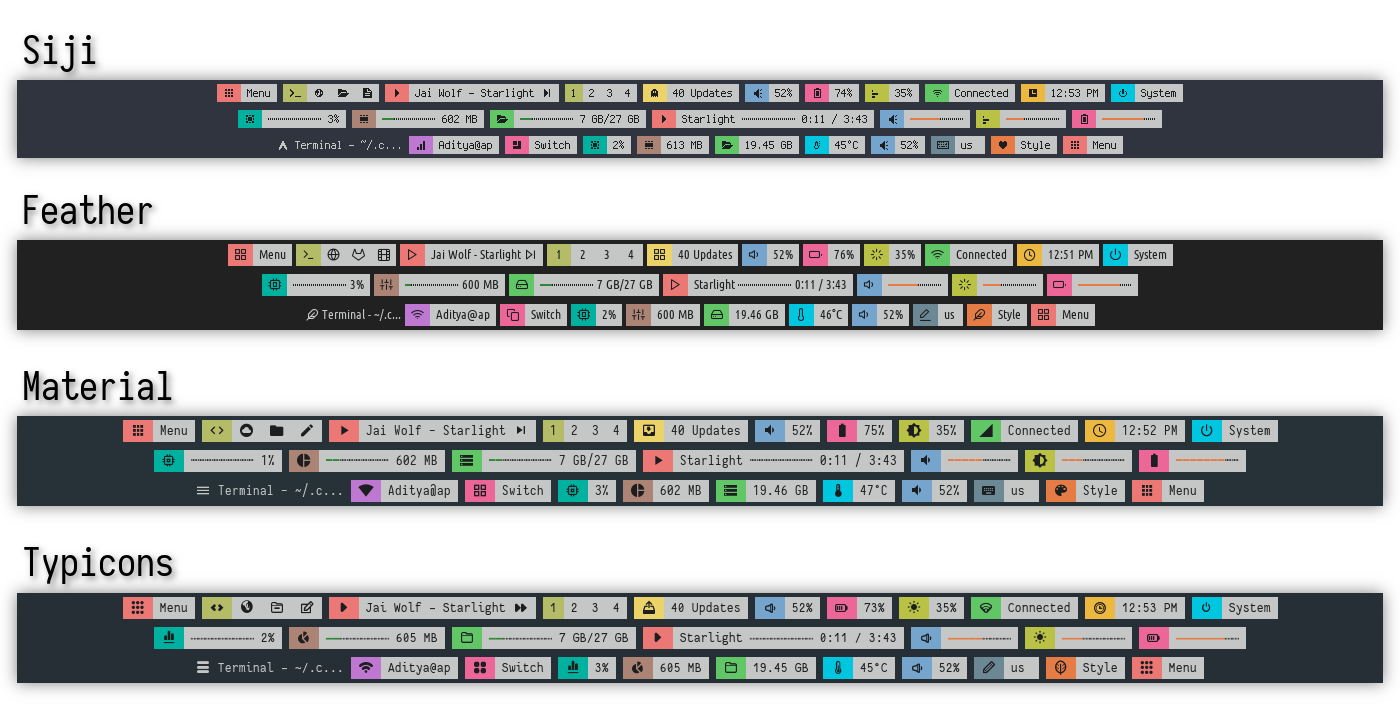 Siji
Menu Jai Wolf - Starlight 1 2 3 4 40 Updates 52% 74% 35% Connected 12:53 PM System
3% 602 MB 7 GB/27 GB Starlight 0:11 / 3:43
Terminal - ~/.c... Aditya@ap Switch 2% 613 MB 19.45 GB 45°C 52% us Style Menu
Feather
Menu Jai Wolf - Starlight 1 2 3 4 40 Updates 52% 76% 35% Connected 12:51 PM System
3% 600 MB 7 GB/27 GB Starlight 0:11 / 3:43
Terminal - ~/.c... Aditya@ap Switch 2% 600 MB 19.46 GB 46°C 52% us Style Menu
Material
Menu Jai Wolf - Starlight 1 2 3 4 40 Updates 52% 75% 35% Connected 12:52 PM System
1% 602 MB 7 GB/27 GB Starlight 0:11 / 3:43
Terminal - ~/.c... Aditya@ap Switch 3% 602 MB 19.46 GB 47°C 52% us Style Menu
Typicons
Menu Jai Wolf - Starlight 1 2 3 4 40 Updates 52% 73% 35% Connected 12:53 PM System
2% 605 MB 7 GB/27 GB Starlight 0:11 / 3:43
Terminal - ~/.c... Aditya@ap Switch 3% 605 MB 19.45 GB 45°C 52% us Style Menu